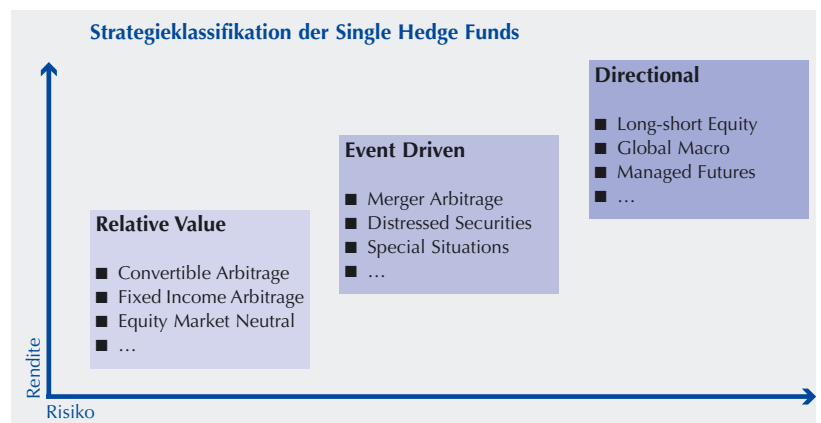 Strategieklassifikation der Single Hedge Funds
Directional
■ Long-short Equity
■ Global Macro
■ Managed Futures
■ …
Event Driven
■ Merger Arbitrage
■ Distressed Securities
■ Special Situations
■ …
Relative Value
■ Convertible Arbitrage
■ Fixed Income Arbitrage
■ Equity Market Neutral
■ …
Rendite
Risiko